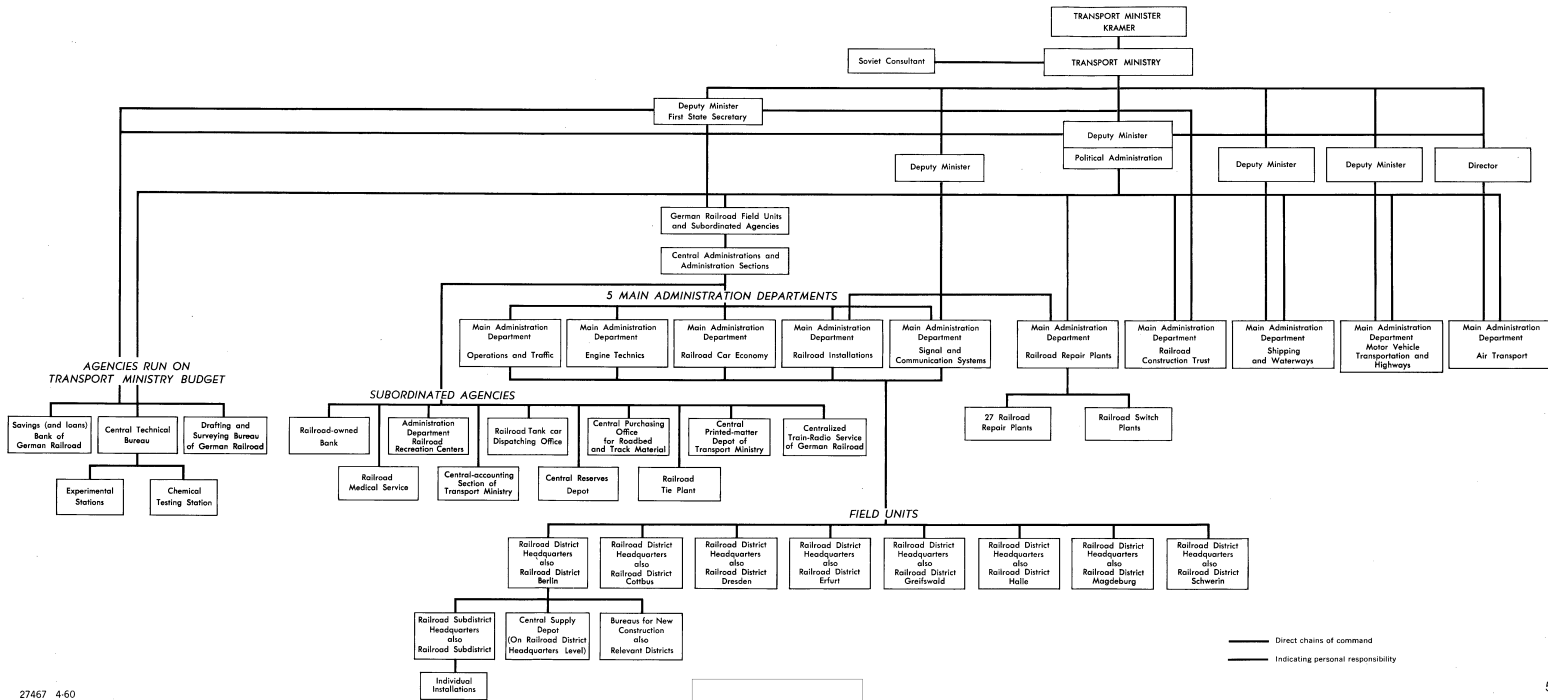 TRANSPORT MINISTER
KRAMER
Soviet Consultant
TRANSPORT MINISTRY
Deputy Minister
First State Secretary
Deputy Minister
Political Administration
Deputy Minister
Deputy Minister
Deputy Minister
Director
German Railroad Field Units
and Subordinated Agencies
Central Administrations and
Administration Sections
5 MAIN ADMINISTRATION DEPARTMENTS
Main Administration
Department
Operations and Traffic
Main Administration
Department
Engine Technics
Main Administration
Department
Railroad Car Economy
Main Administration
Department
Railroad Installations
Main Administration
Department
Signal and
Communication Systems
Main Administration
Department
Railroad Repair Plants
Main Administration
Department
Railroad
Construction Trust
Main Administration
Department
Shipping
and Waterways
Main Administration
Department
Motor Vehicle
Transportation and
Highways
Main Administration
Department
Air Transport
AGENCIES RUN ON
TRANSPORT MINISTRY BUDGET
Savings (and loans)
Bank of
German Railroad
Central Technical
Bureau
Drafting and
Surveying Bureau
of German Railroad
Experimental
Stations
Chemical
Testing Station
SUBORDINATED AGENCIES
Railroad-owned
Bank
Administration
Department
Railroad
Recreation Centers
Railroad Tank car
Dispatching Office
Central Purchasing
Office
for Roadbed
and Track Material
Central
Printed-matter
Depot of
Transport Ministry
Centralized
Train-Radio Service
of German Railroad
Railroad
Medical Service
Central-accounting
Section of
Transport Ministry
Central Reserves
Depot
Railroad
Tie Plant
27 Railroad
Repair Plants
Railroad Switch
Plants
FIELD UNITS
Railroad District
Headquarters
also
Railroad District
Berlin
Railroad District
Headquarters
also
Railroad District
Cottbus
Railroad District
Headquarters
also
Railroad District
Dresden
Railroad District
Headquarters
also
Railroad District
Erfurt
Railroad District
Headquarters
also
Railroad District
Greifswald
Railroad District
Headquarters
also
Railroad District
Halle
Railroad District
Headquarters
also
Railroad District
Magdeburg
Railroad District
Headquarters
also
Railroad District
Schwerin
Railroad Subdistrict
Headquarters
also
Railroad Subdistrict
Central Supply
Depot
(On Railroad District
Headquarters Level)
Bureaus for New
Construction
also
Relevant Districts
Individual
Installations
Direct chains of command
Indicating personal responsibility
27467 4-60